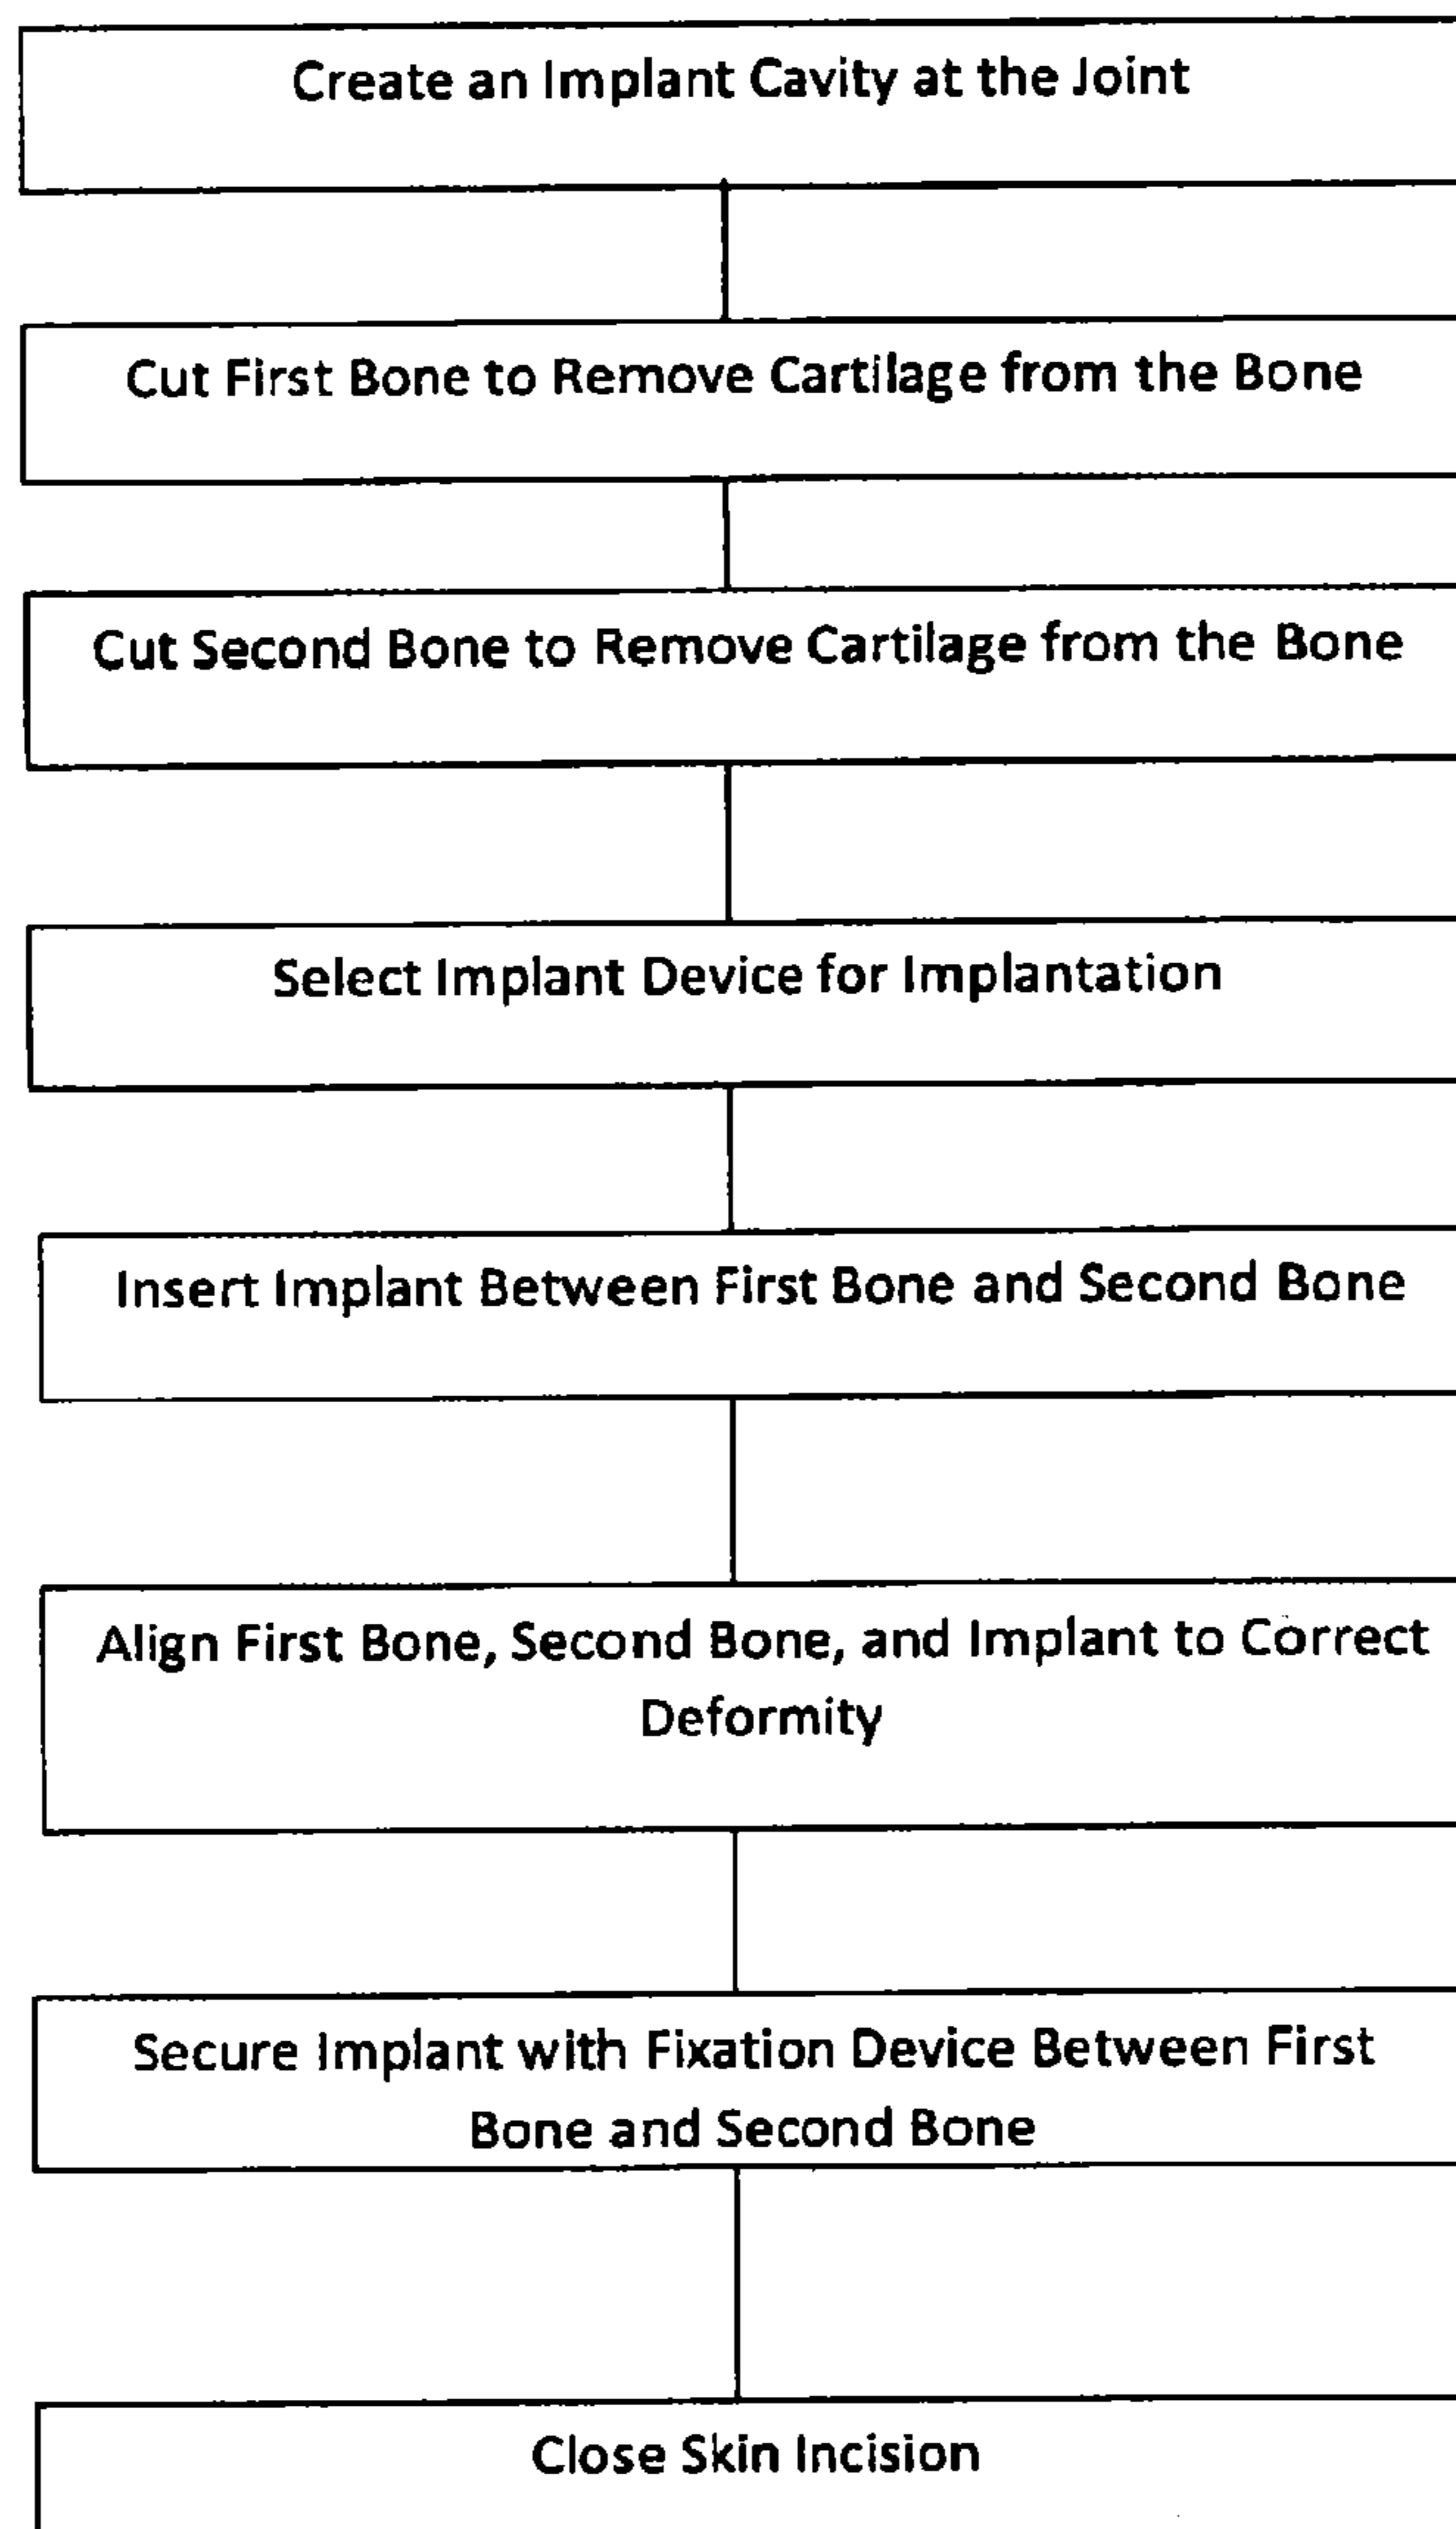 Create an Implant Cavity at the Joint
Cut First Bone to Remove Cartilage from the Bone
Cut Second Bone to Remove Cartilage from the Bone
Select Implant Device for Implantation
Insert Implant Between First Bone and Second Bone
Align First Bone, Second Bone, and Implant to Correct
Deformity
Secure Implant with Fixation Device Between First
Bone and Second Bone
Close Skin Incision